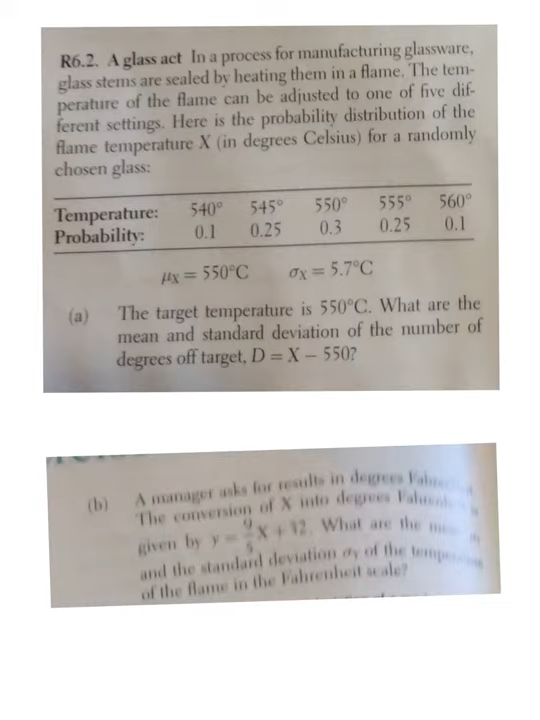 R6.2. A glass act In a process for manufacturing glassware,
glass stems are sealed by heating them in a flame. The tem-
perature of the flame can be adjusted to one of five dif-
ferent settings. Here is the probability distribution of the
flame temperature X (in degrees Celsius) for a randomly
chosen glass:
Temperature: 540° 545° 550° 555° 560°
Probability: 0.1 0.25 0.3 0.25 0.1
μX = 550°C σX = 5.7°C
(a) The target temperature is 550°C. What are the
mean and standard deviation of the number of
degrees off target, D = X − 550?
(b) A manager asks for results in degrees
The conversion of X into degrees
given by y = 9/5 X + 32. What are the
and the standard deviation σY of the
of the flame in the Fahrenheit scale?